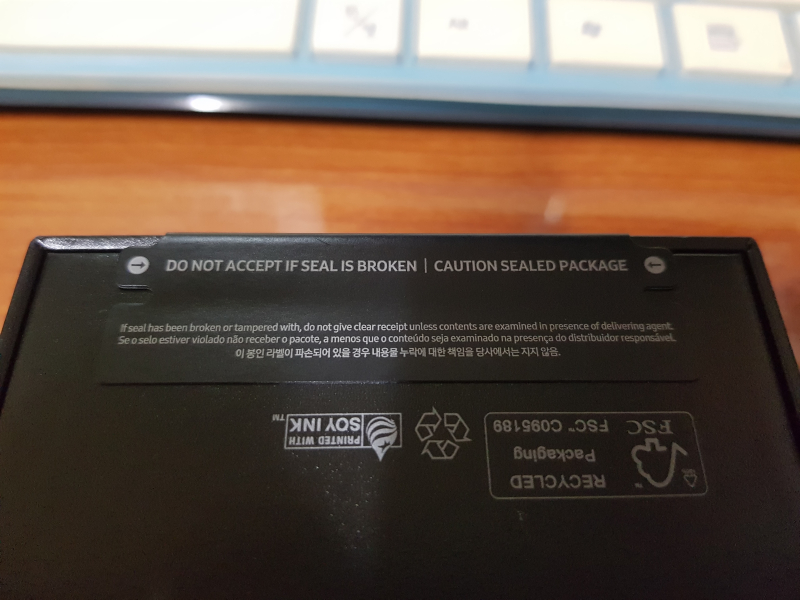 DO NOT ACCEPT IF SEAL IS BROKEN | CAUTION SEALED PACKAGE
If seal has been broken or tampered with, do not give clear receipt unless contents are examined in presence of delivering agent.
Se o selo estiver violado não receber o pacote, a menos que o conteúdo seja examinado na presença do distribuidor responsável.
이 봉인 라벨이 파손되어 있을 경우 내용물 누락에 대한 책임을 당사에서는 지지 않음.
PRINTED WITH
SOY INK™
RECYCLED
Packaging
FSC
FSC™ C095189